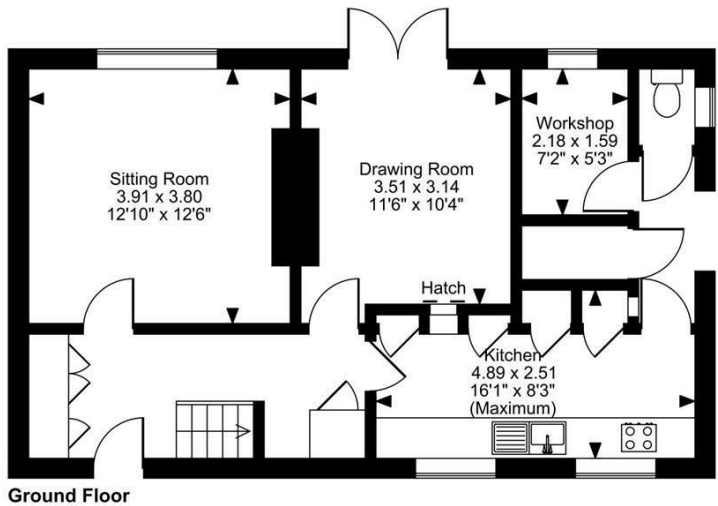 Sitting Room
3.91 x 3.80
12'10" x 12'6"
Drawing Room
3.51 x 3.14
11'6" x 10'4"
Workshop
2.18 x 1.59
7'2" x 5'3"
Hatch
Kitchen
4.89 x 2.51
16'1" x 8'3"
(Maximum)
Ground Floor